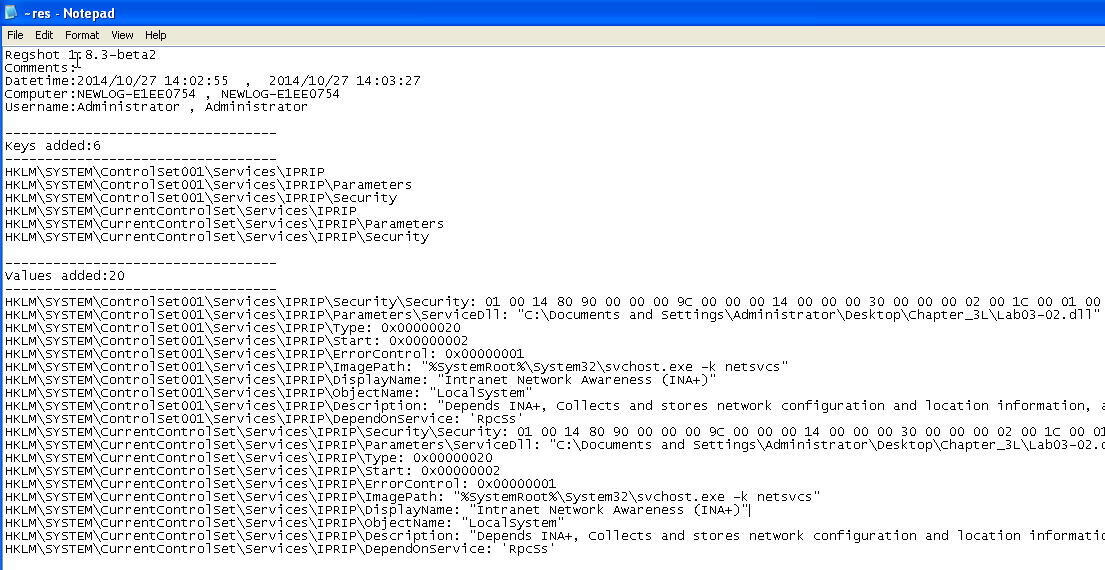 ~res - Notepad
File Edit Format View Help
Regshot 1.8.3-beta2
Comments:
Datetime:2014/10/27 14:02:55  ,  2014/10/27 14:03:27
Computer:NEWLOG-E1EE0754 , NEWLOG-E1EE0754
Username:Administrator , Administrator
----------------------------------
Keys added:6
----------------------------------
HKLM\SYSTEM\ControlSet001\Services\IPRIP
HKLM\SYSTEM\ControlSet001\Services\IPRIP\Parameters
HKLM\SYSTEM\ControlSet001\Services\IPRIP\Security
HKLM\SYSTEM\CurrentControlSet\Services\IPRIP
HKLM\SYSTEM\CurrentControlSet\Services\IPRIP\Parameters
HKLM\SYSTEM\CurrentControlSet\Services\IPRIP\Security
----------------------------------
Values added:20
----------------------------------
HKLM\SYSTEM\ControlSet001\Services\IPRIP\Security\Security: 01 00 14 80 90 00 00 00 9C 00 00 00 14 00 00 00 30 00 00 00 02 00 1C 00 01 00
HKLM\SYSTEM\ControlSet001\Services\IPRIP\Parameters\ServiceDll: "C:\Documents and Settings\Administrator\Desktop\Chapter_3L\Lab03-02.dll"
HKLM\SYSTEM\ControlSet001\Services\IPRIP\Type: 0x00000020
HKLM\SYSTEM\ControlSet001\Services\IPRIP\Start: 0x00000002
HKLM\SYSTEM\ControlSet001\Services\IPRIP\ErrorControl: 0x00000001
HKLM\SYSTEM\ControlSet001\Services\IPRIP\ImagePath: "%SystemRoot%\System32\svchost.exe -k netsvcs"
HKLM\SYSTEM\ControlSet001\Services\IPRIP\DisplayName: "Intranet Network Awareness (INA+)"
HKLM\SYSTEM\ControlSet001\Services\IPRIP\ObjectName: "LocalSystem"
HKLM\SYSTEM\ControlSet001\Services\IPRIP\Description: "Depends INA+, Collects and stores network configuration and location information, a
HKLM\SYSTEM\ControlSet001\Services\IPRIP\DependOnService: 'RpcSs'
HKLM\SYSTEM\CurrentControlSet\Services\IPRIP\Security\Security: 01 00 14 80 90 00 00 00 9C 00 00 00 14 00 00 00 30 00 00 00 02 00 1C 00 01
HKLM\SYSTEM\CurrentControlSet\Services\IPRIP\Parameters\ServiceDll: "C:\Documents and Settings\Administrator\Desktop\Chapter_3L\Lab03-02.d
HKLM\SYSTEM\CurrentControlSet\Services\IPRIP\Type: 0x00000020
HKLM\SYSTEM\CurrentControlSet\Services\IPRIP\Start: 0x00000002
HKLM\SYSTEM\CurrentControlSet\Services\IPRIP\ErrorControl: 0x00000001
HKLM\SYSTEM\CurrentControlSet\Services\IPRIP\ImagePath: "%SystemRoot%\System32\svchost.exe -k netsvcs"
HKLM\SYSTEM\CurrentControlSet\Services\IPRIP\DisplayName: "Intranet Network Awareness (INA+)"
HKLM\SYSTEM\CurrentControlSet\Services\IPRIP\ObjectName: "LocalSystem"
HKLM\SYSTEM\CurrentControlSet\Services\IPRIP\Description: "Depends INA+, Collects and stores network configuration and location informatio
HKLM\SYSTEM\CurrentControlSet\Services\IPRIP\DependOnService: 'RpcSs'